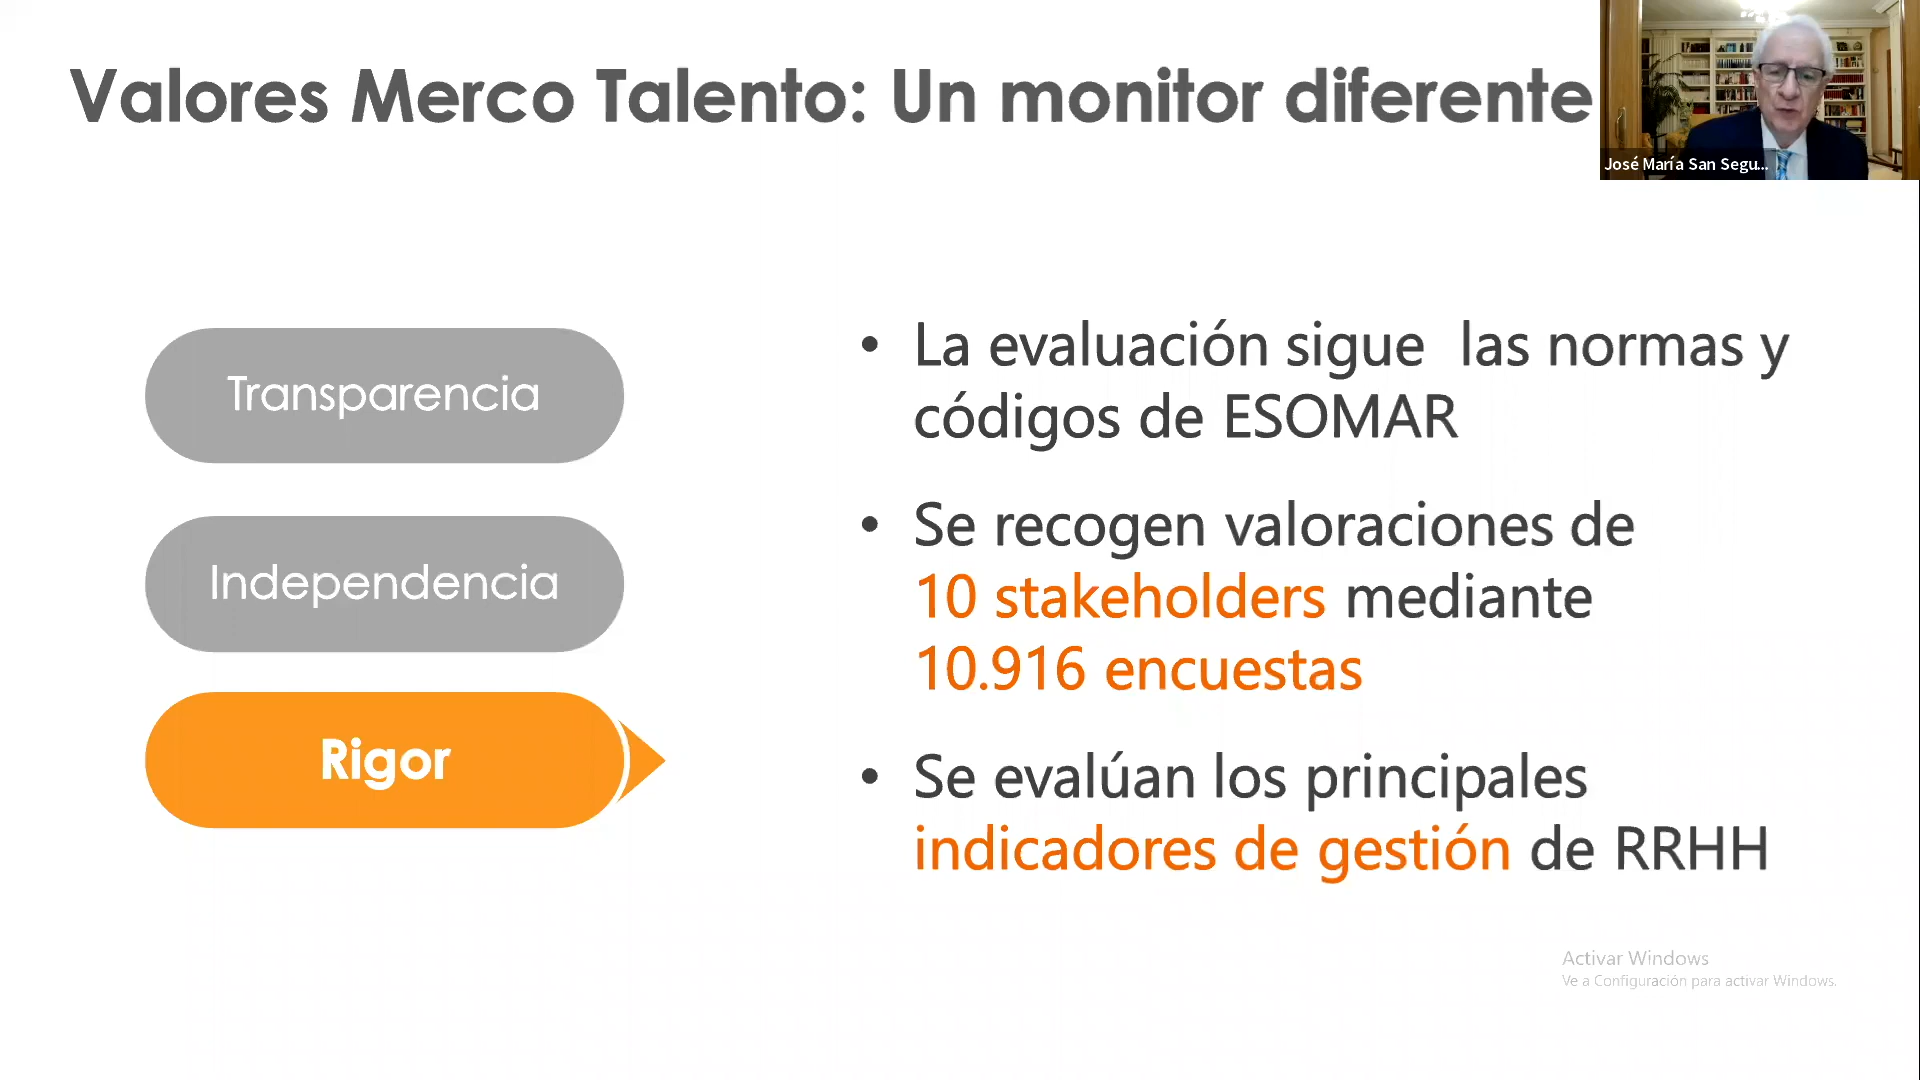 Valores Merco Talento: Un monitor diferente
José María San Segu...
Transparencia
Independencia
Rigor
• La evaluación sigue las normas y
códigos de ESOMAR
• Se recogen valoraciones de
10 stakeholders mediante
10.916 encuestas
• Se evalúan los principales
indicadores de gestión de RRHH
Activar Windows
Ve a Configuración para activar Windows.